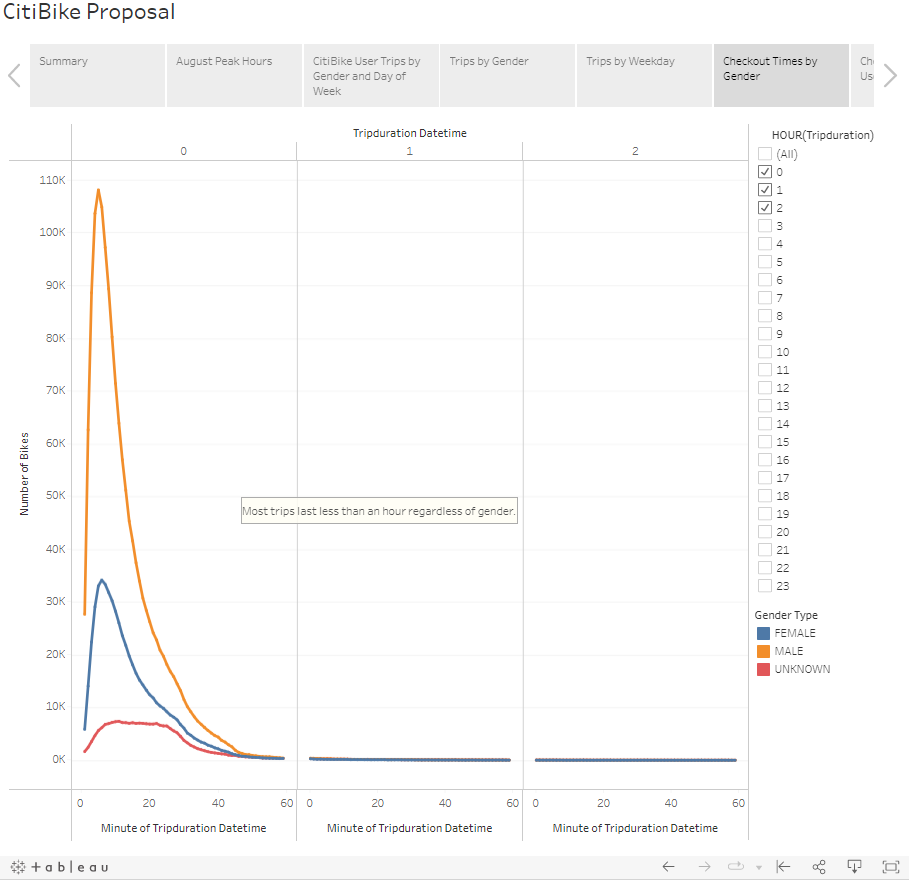 CitiBike Proposal
Summary
August Peak Hours
CitiBike User Trips by
Gender and Day of
Week
Trips by Gender
Trips by Weekday
Checkout Times by
Gender
Tripduration Datetime
0
1
2
110K
100K
90K
80K
70K
60K
50K
40K
30K
20K
10K
0K
Number of Bikes
Most trips last less than an hour regardless of gender.
0 20 40 60
0 20 40 60
0 20 40 60
Minute of Tripduration Datetime
Minute of Tripduration Datetime
Minute of Tripduration Datetime
HOUR(Tripduration)
(All)
0
1
2
3
4
5
6
7
8
9
10
11
12
13
14
15
16
17
18
19
20
21
22
23
Gender Type
FEMALE
MALE
UNKNOWN
+ a b | e a u